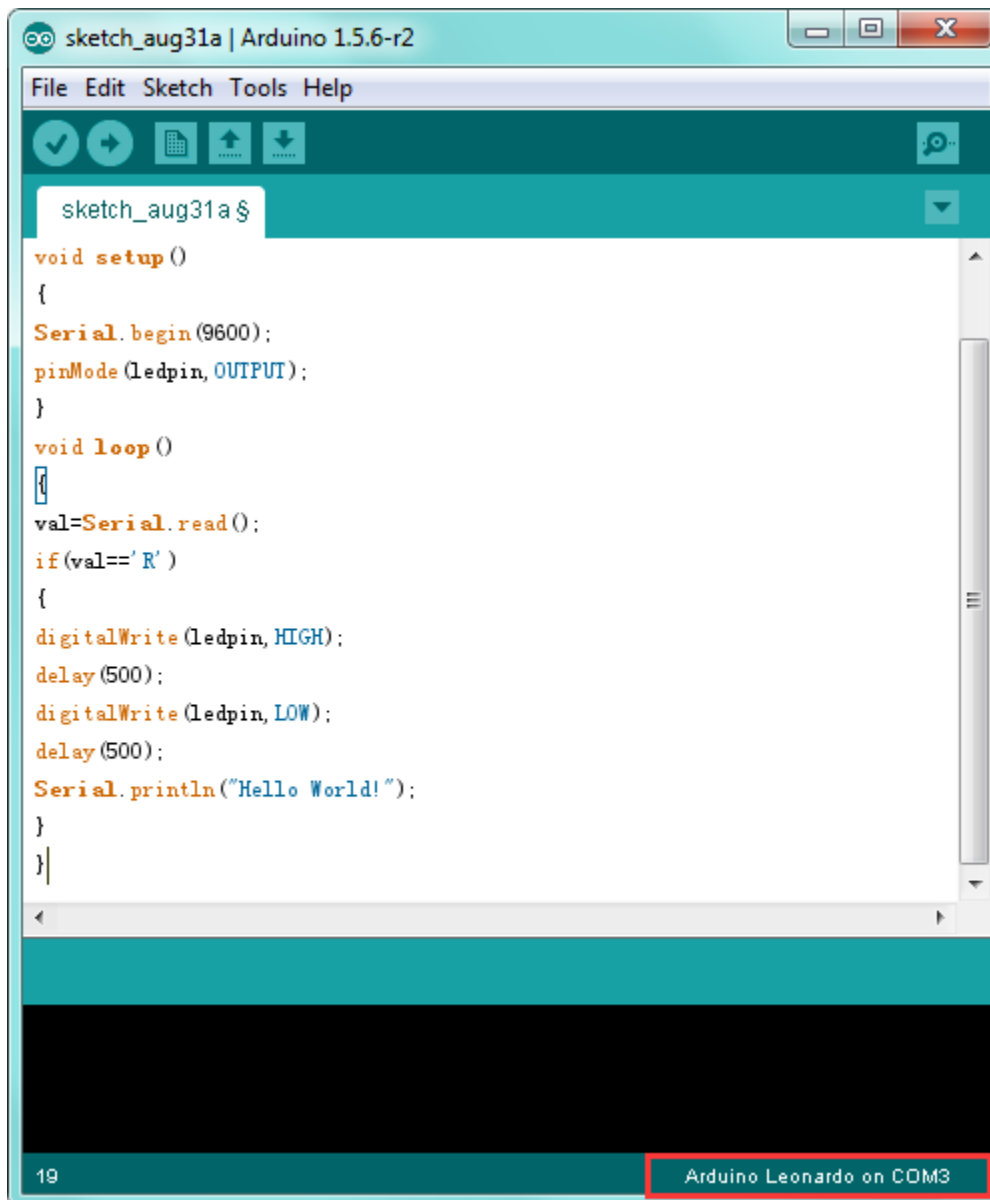 sketch_aug31a | Arduino 1.5.6-r2
File Edit Sketch Tools Help
sketch_aug31a §
void setup()
{
Serial.begin(9600);
pinMode(ledpin,OUTPUT);
}
void loop()
{
val=Serial.read();
if(val=='R')
{
digitalWrite(ledpin,HIGH);
delay(500);
digitalWrite(ledpin,LOW);
delay(500);
Serial.println("Hello World!");
}
}
19 Arduino Leonardo on COM3